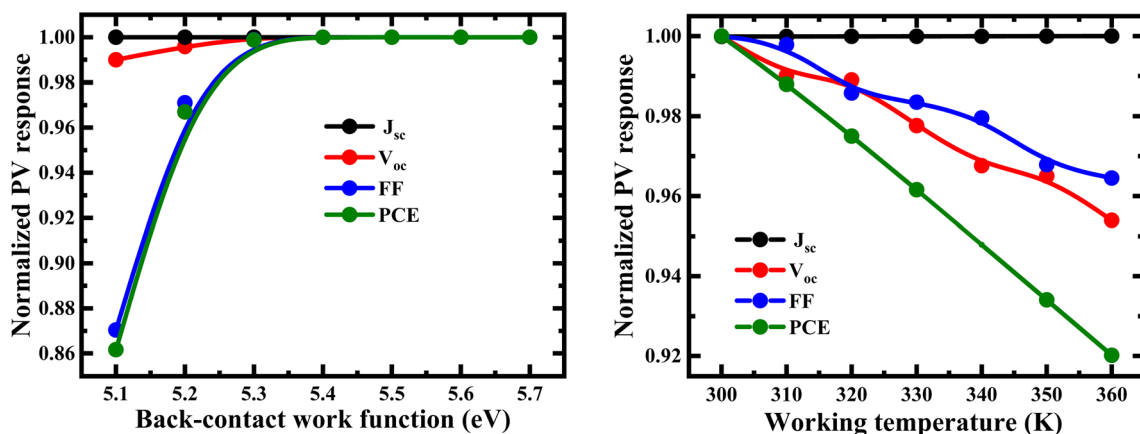 Normalized PV response
1.00
0.98
0.96
0.94
0.92
0.90
0.88
0.86
J_sc
V_oc
FF
PCE
5.1 5.2 5.3 5.4 5.5 5.6 5.7
Back-contact work function (eV)
Normalized PV response
1.00
0.98
0.96
0.94
0.92
J_sc
V_oc
FF
PCE
300 310 320 330 340 350 360
Working temperature (K)